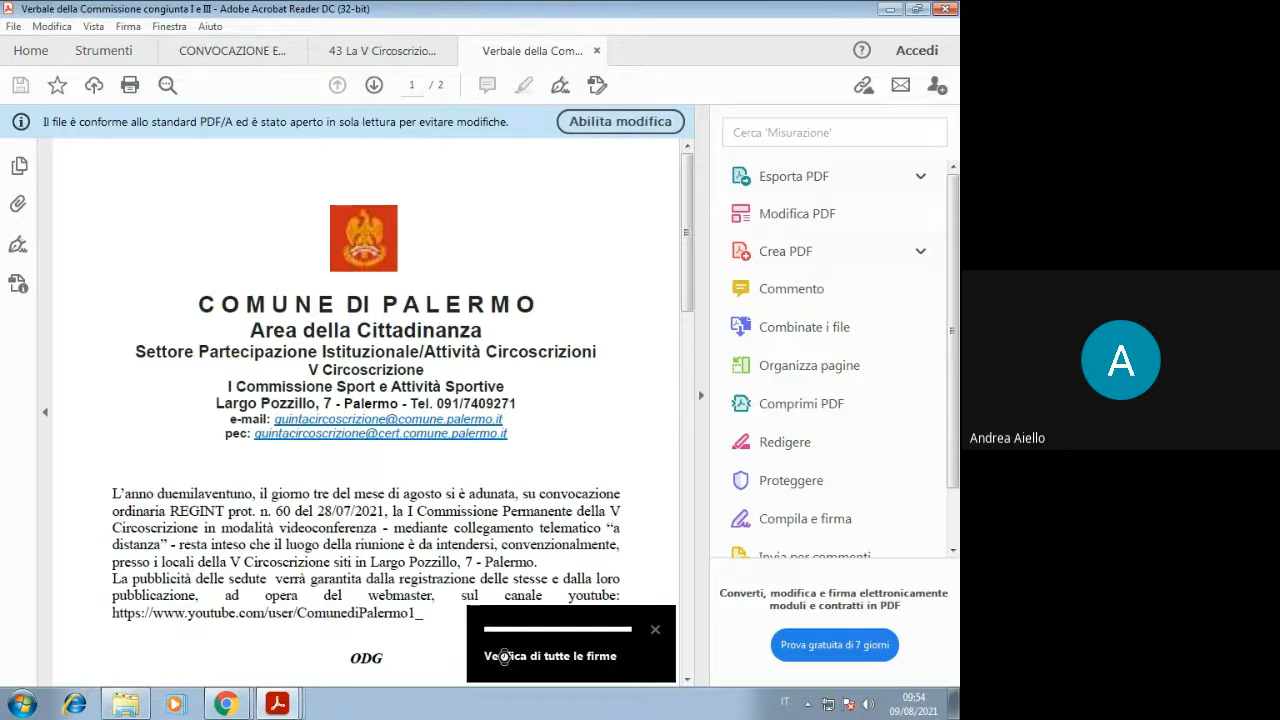 Verbale della Commissione congiunta I e III - Adobe Acrobat Reader DC (32-bit)
File Modifica Vista Firma Finestra Aiuto
Home Strumenti CONVOCAZIONE E... 43 La V Circoscrizio... Verbale della Com... × Accedi
1 / 2
Il file è conforme allo standard PDF/A ed è stato aperto in sola lettura per evitare modifiche. Abilita modifica
Cerca 'Misurazione'
Esporta PDF
Modifica PDF
Crea PDF
Commento
Combinate i file
Organizza pagine
Comprimi PDF
Redigere
Proteggere
Compila e firma
Invia per commenti
Converti, modifica e firma elettronicamente
moduli e contratti in PDF
Prova gratuita di 7 giorni
C O M U N E DI P A L E R M O
Area della Cittadinanza
Settore Partecipazione Istituzionale/Attività Circoscrizioni
V Circoscrizione
I Commissione Sport e Attività Sportive
Largo Pozzillo, 7 - Palermo - Tel. 091/7409271
e-mail: quintacircoscrizione@comune.palermo.it
pec: quintacircoscrizione@cert.comune.palermo.it
L'anno duemilaventuno, il giorno tre del mese di agosto si è adunata, su convocazione
ordinaria REGINT prot. n. 60 del 28/07/2021, la I Commissione Permanente della V
Circoscrizione in modalità videoconferenza - mediante collegamento telematico “a
distanza” - resta inteso che il luogo della riunione è da intendersi, convenzionalmente,
presso i locali della V Circoscrizione siti in Largo Pozzillo, 7 - Palermo.
La pubblicità delle sedute verrà garantita dalla registrazione delle stesse e dalla loro
pubblicazione, ad opera del webmaster, sul canale youtube:
https://www.youtube.com/user/ComunediPalermo1_
ODG
Verifica di tutte le firme
IT
09:54
09/08/2021
A
Andrea Aiello